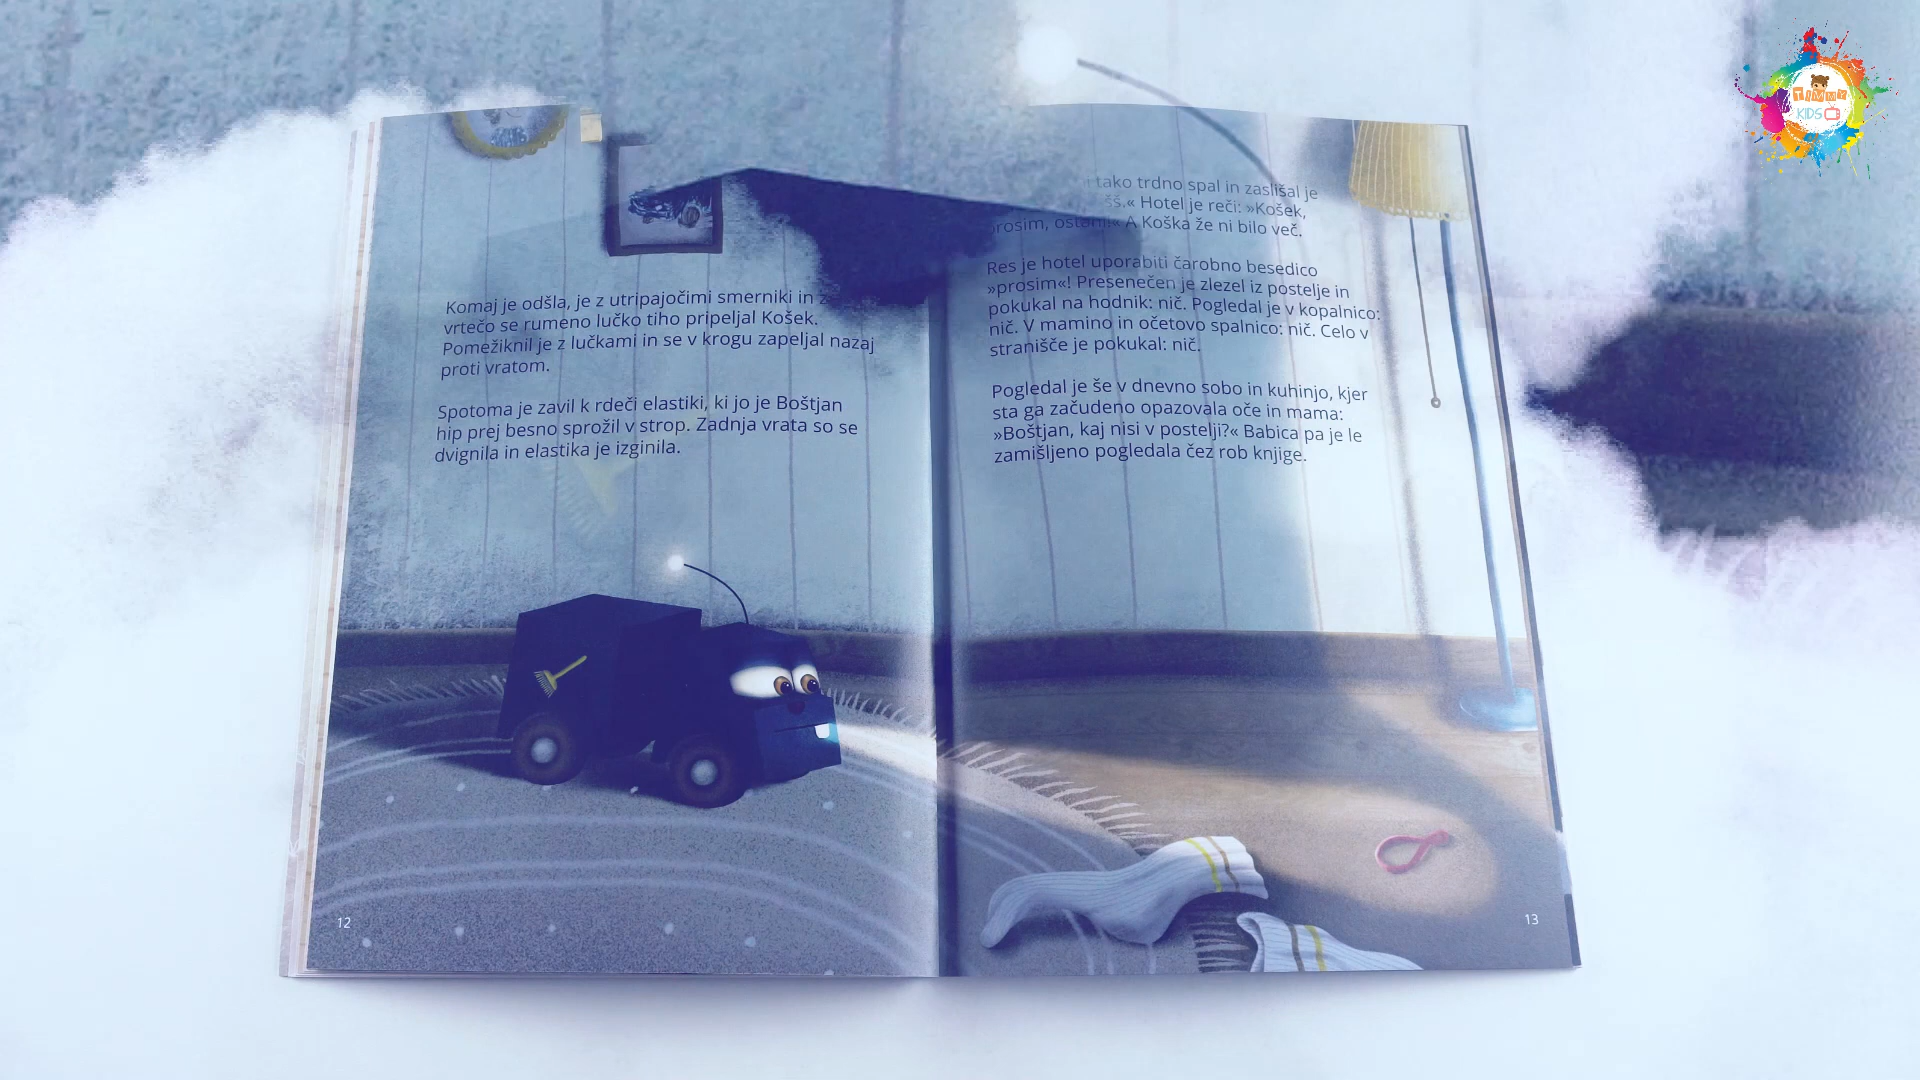 Komaj je odšla, je z utripajočimi smerniki in z
vrtečo se rumeno lučko tiho pripeljal Košek.
Pomežiknil je z lučkami in se v krogu zapeljal nazaj
proti vratom.
Spotoma je zavil k rdeči elastiki, ki jo je Boštjan
hip prej besno sprožil v strop. Zadnja vrata so se
dvignila in elastika je izginila.
12
tako trdno spal in zaslišal je
šš.« Hotel je reči: »Košek,
prosim, ostani!« A Koška že ni bilo več.
Res je hotel uporabiti čarobno besedico
»prosim«! Presenečen je zlezel iz postelje in
pokukal na hodnik: nič. Pogledal je v kopalnico:
nič. V mamino in očetovo spalnico: nič. Celo v
stranišče je pokukal: nič.
Pogledal je še v dnevno sobo in kuhinjo, kjer
sta ga začudeno opazovala oče in mama:
»Boštjan, kaj nisi v postelji?« Babica pa je le
zamišljeno pogledala čez rob knjige.
13
TIMMY
KIDS